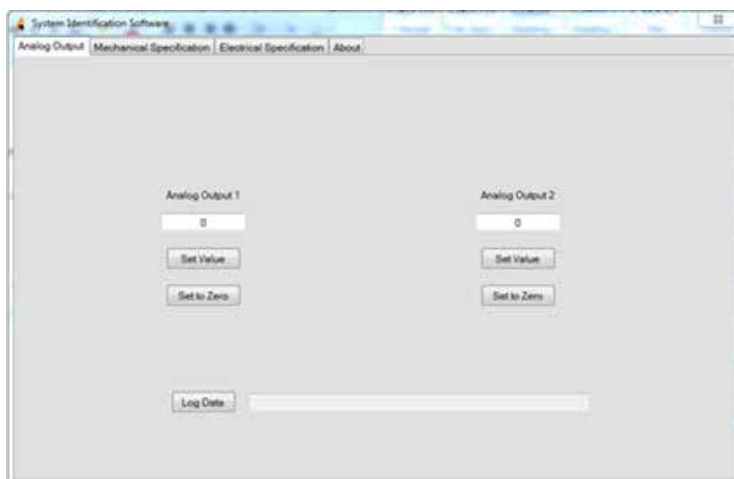 System Identification Software
Analog Output Mechanical Specification Electrical Specification About
Analog Output 1 Analog Output 2
0 0
Set Value Set Value
Set to Zero Set to Zero
Log Data